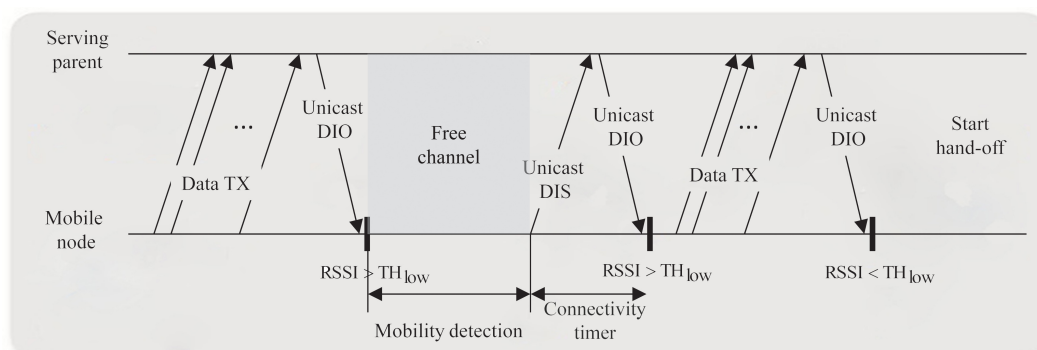 Serving
parent
Unicast
DIO
...
Data TX
Free
channel
Unicast
DIS
Unicast
DIO
...
Data TX
Unicast
DIO
Start
hand-off
Mobile
node
RSSI > TH low
RSSI > TH low
RSSI < TH low
Mobility detection
Connectivity
timer